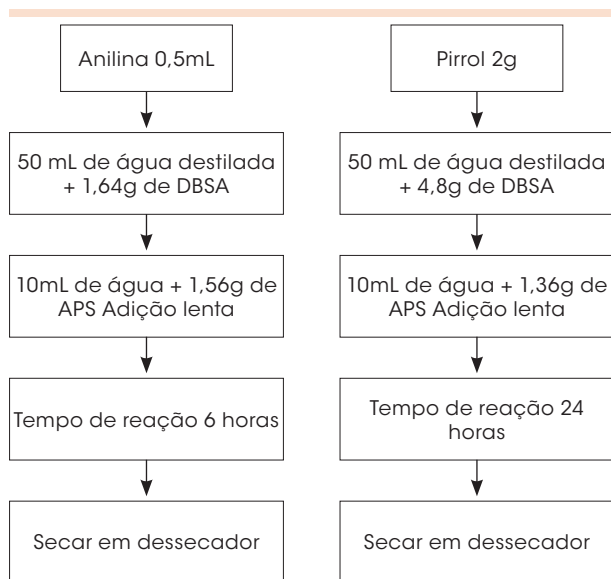 Anilina 0,5mL
50 mL de água destilada
+ 1,64g de DBSA
10mL de água + 1,56g de
APS Adição lenta
Tempo de reação 6 horas
Secar em dessecador
Pirrol 2g
50 mL de água destilada
+ 4,8g de DBSA
10mL de água + 1,36g de
APS Adição lenta
Tempo de reação 24
horas
Secar em dessecador